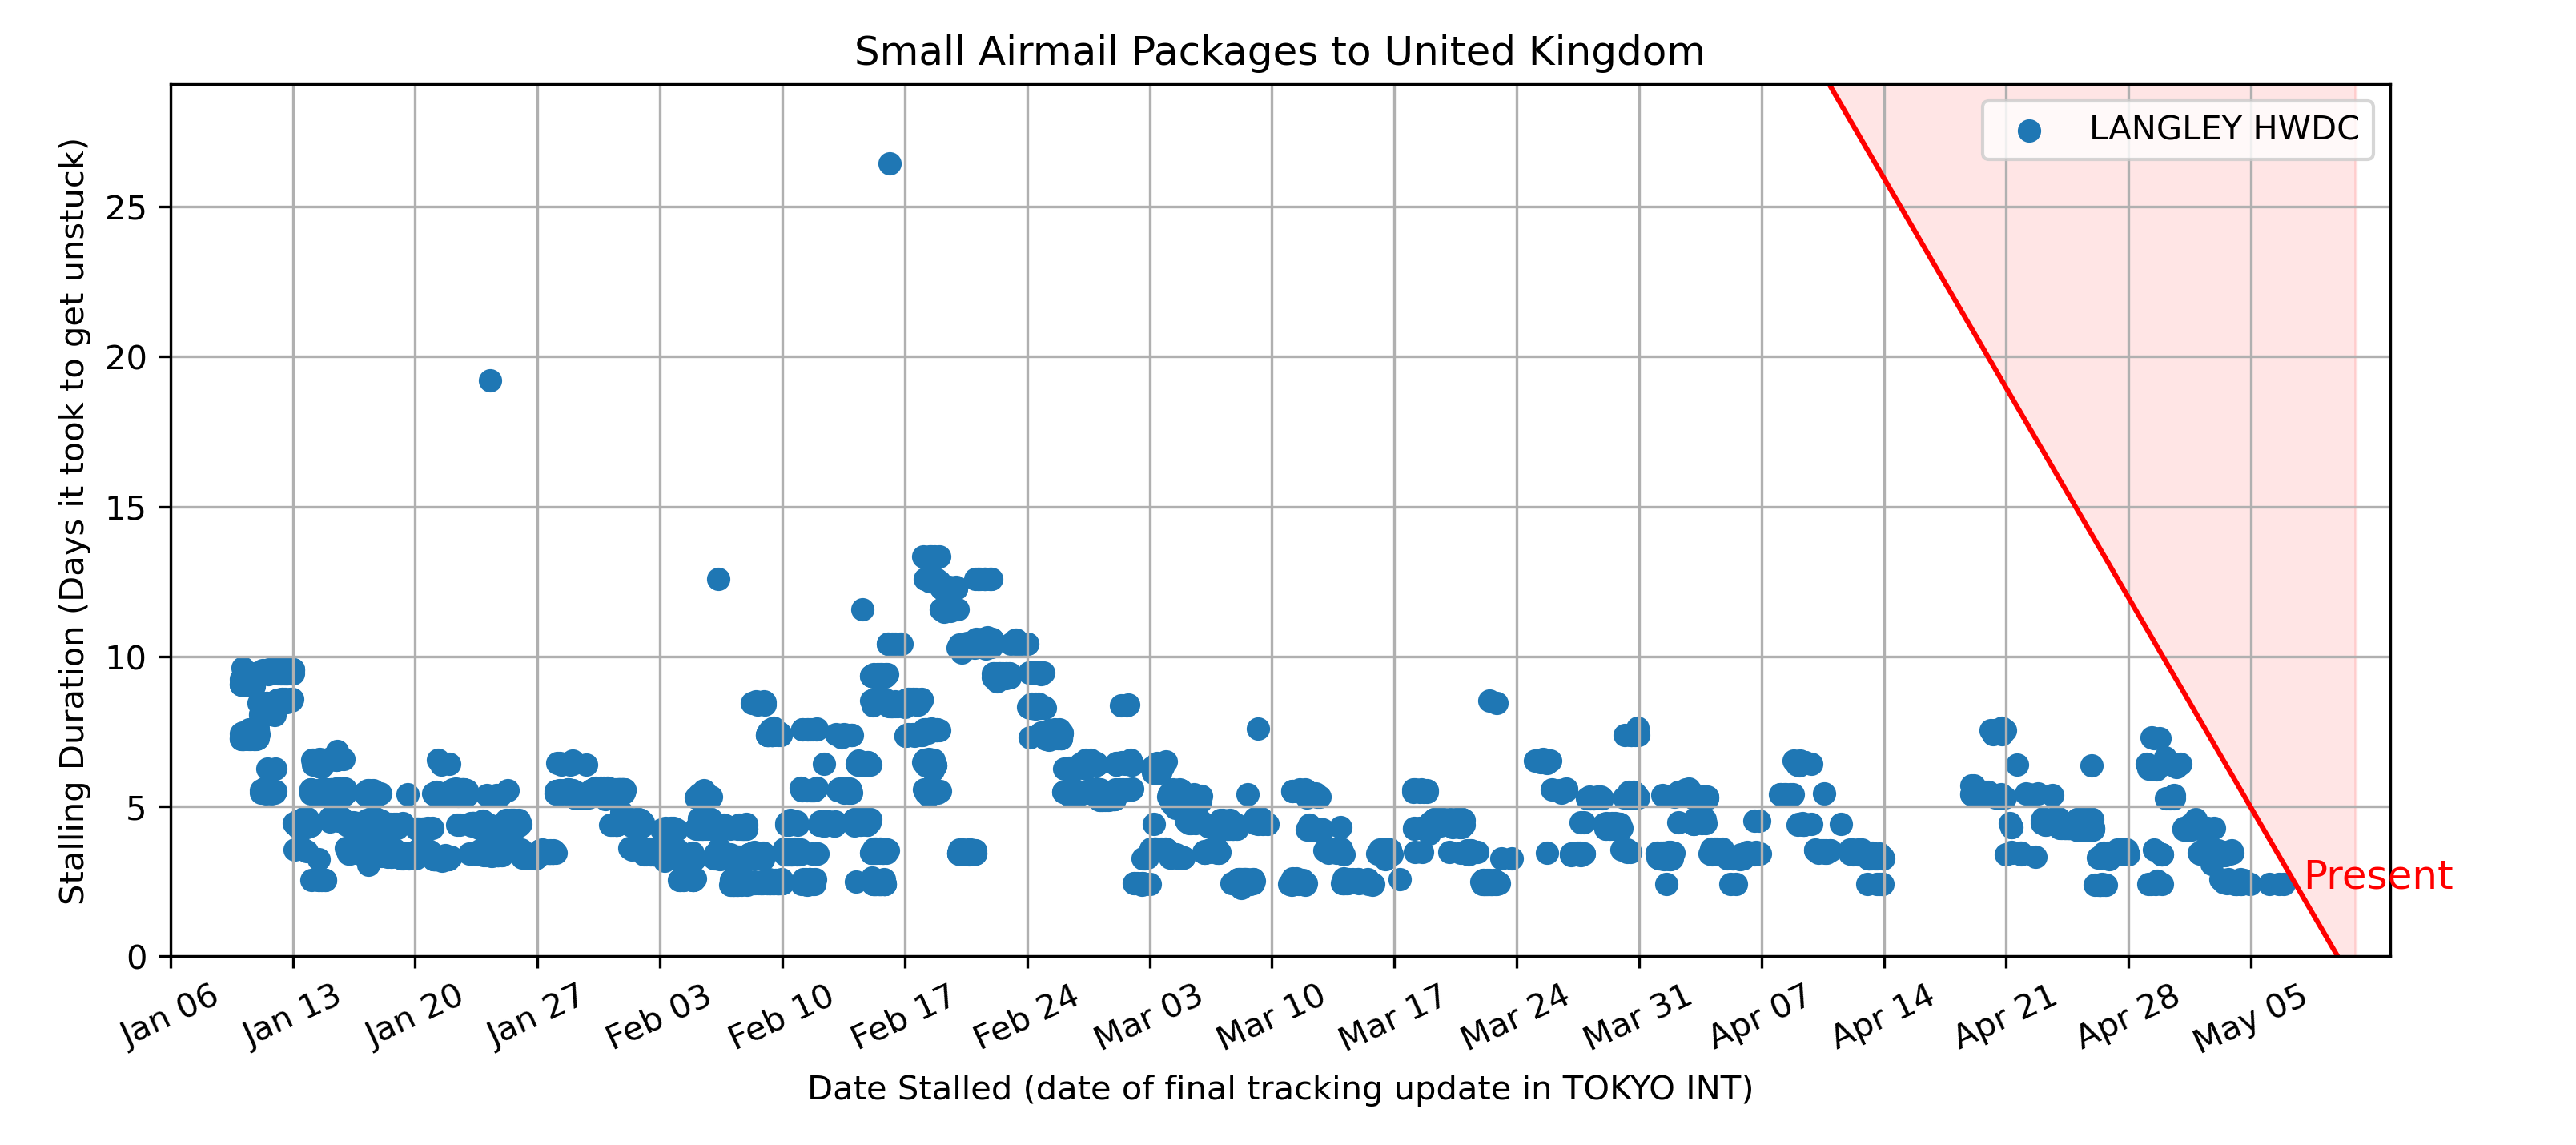 Small Airmail Packages to United Kingdom
LANGLEY HWDC
Stalling Duration (Days it took to get unstuck)
25
20
15
10
5
0
Present
Jan 06
Jan 13
Jan 20
Jan 27
Feb 03
Feb 10
Feb 17
Feb 24
Mar 03
Mar 10
Mar 17
Mar 24
Mar 31
Apr 07
Apr 14
Apr 21
Apr 28
May 05
Date Stalled (date of final tracking update in TOKYO INT)